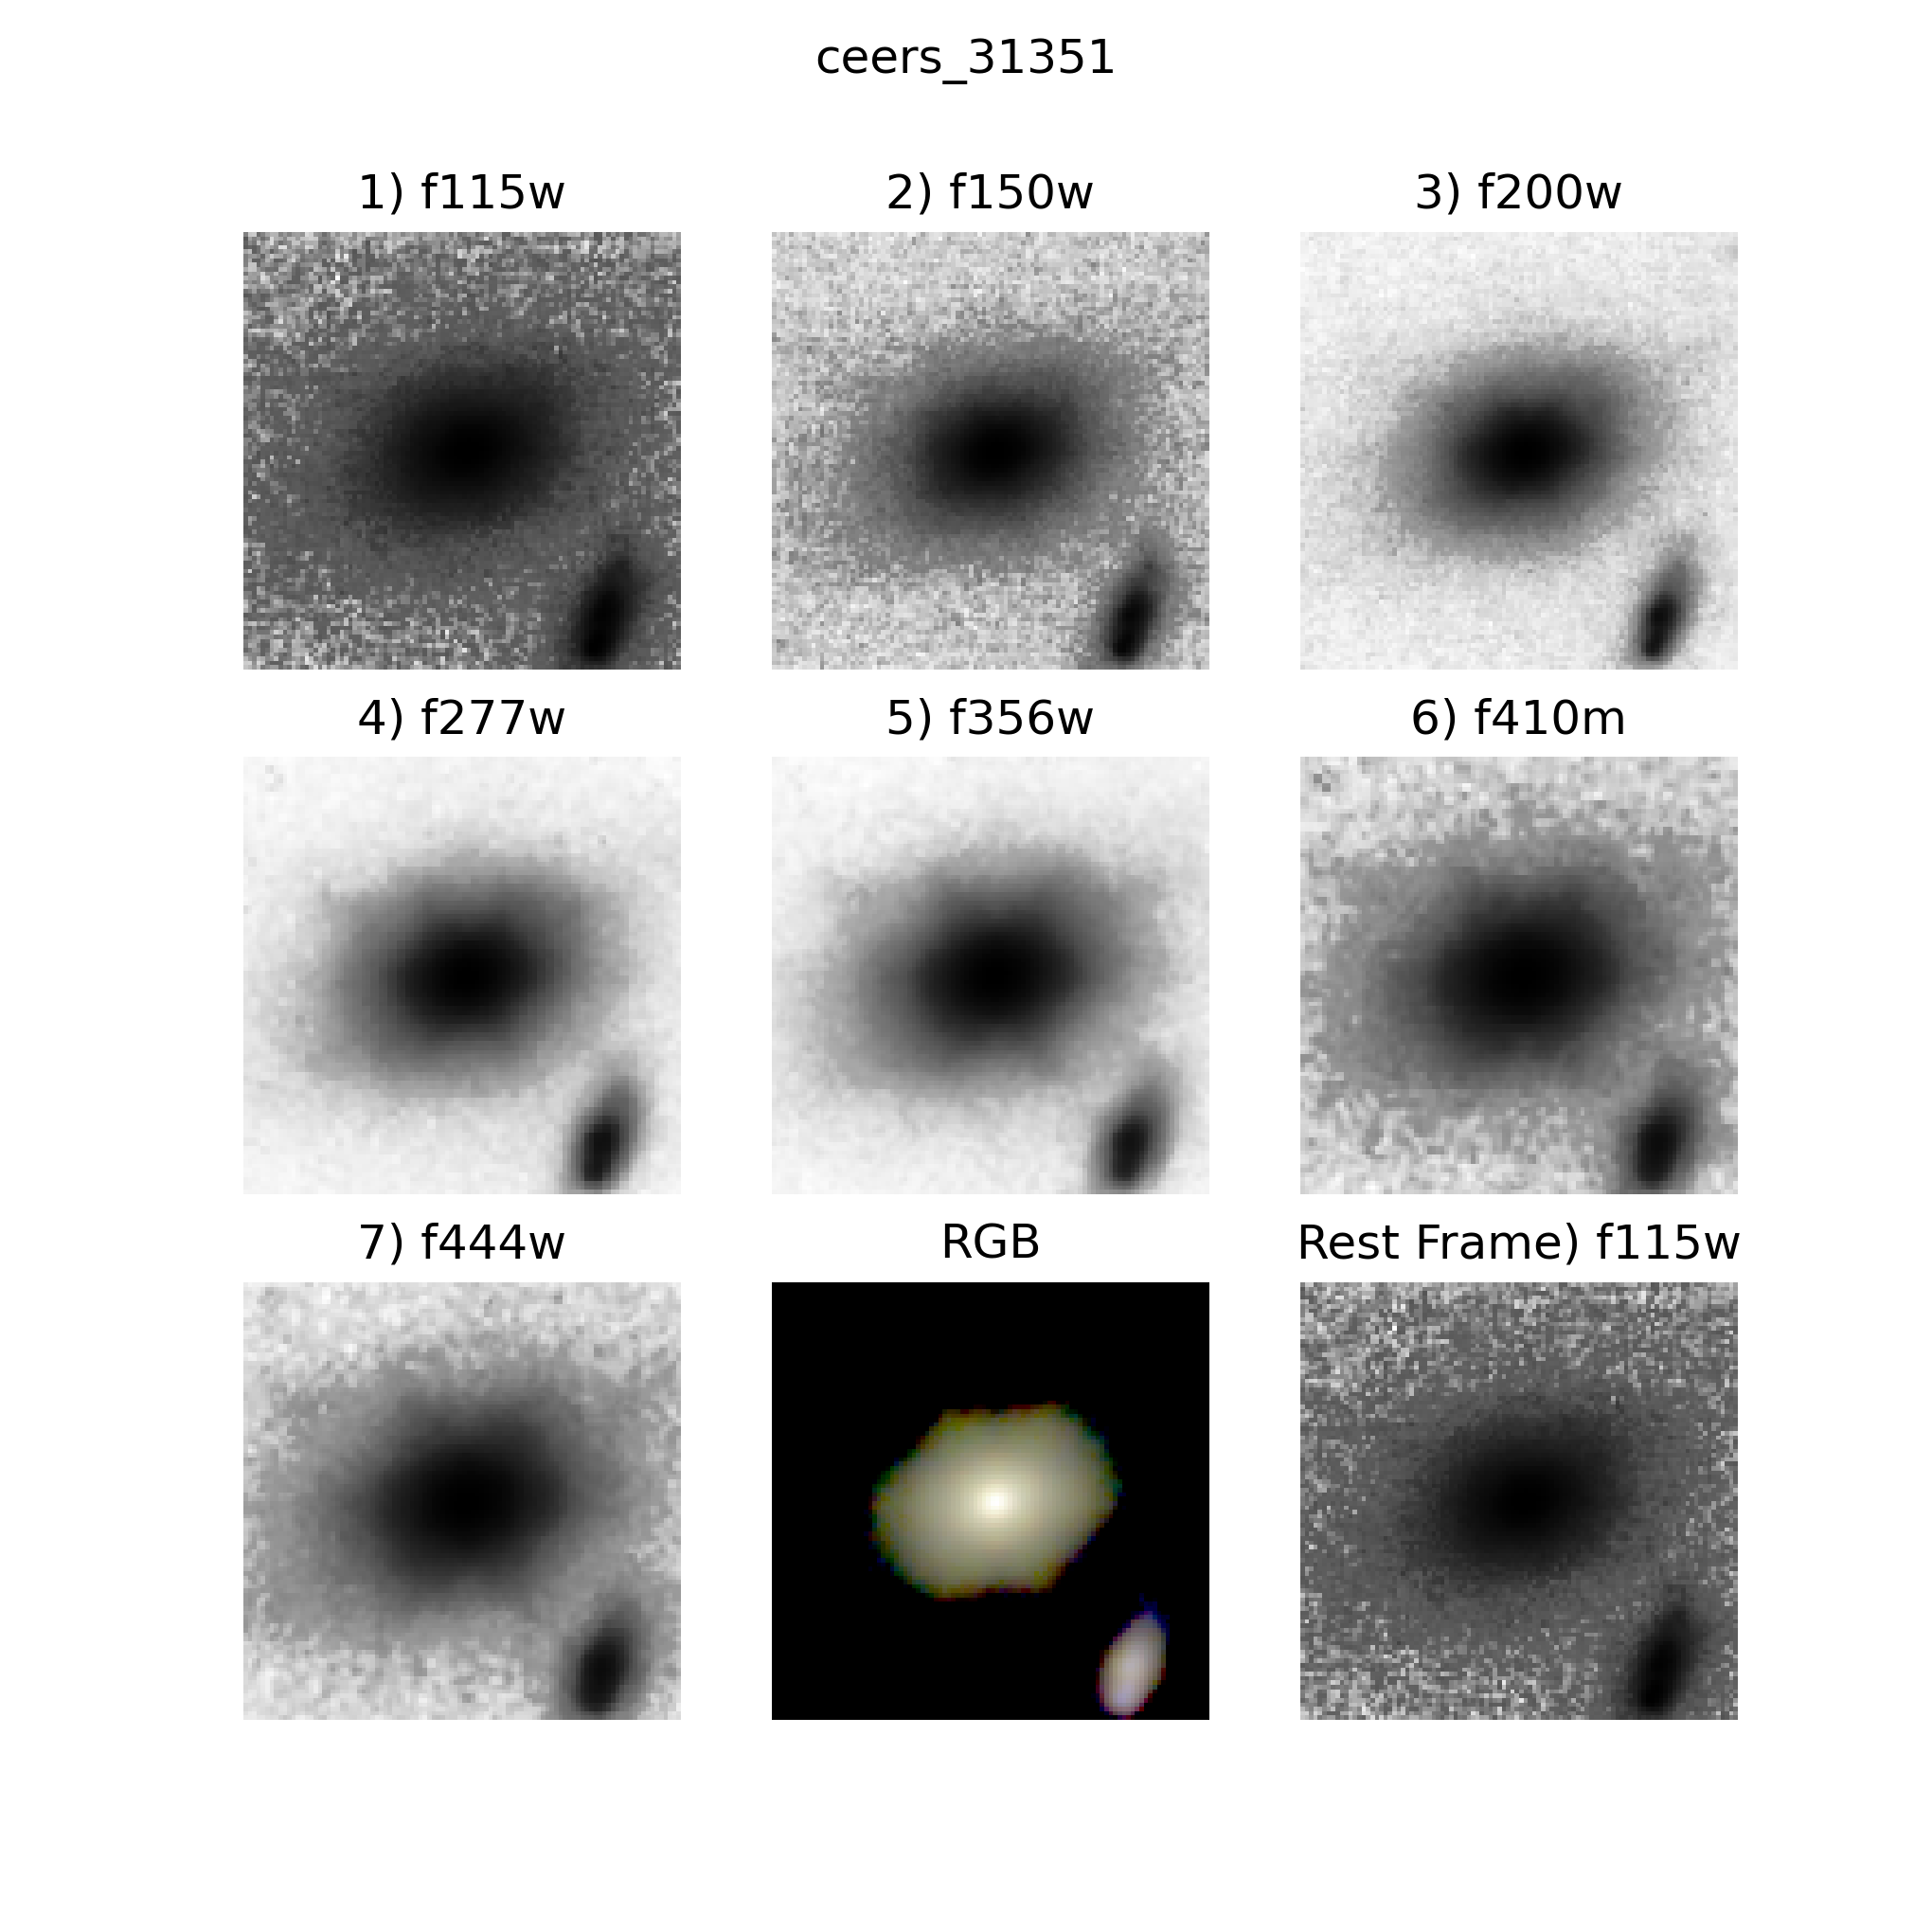 ceers_31351
1) f115w
2) f150w
3) f200w
4) f277w
5) f356w
6) f410m
7) f444w
RGB
Rest Frame) f115w